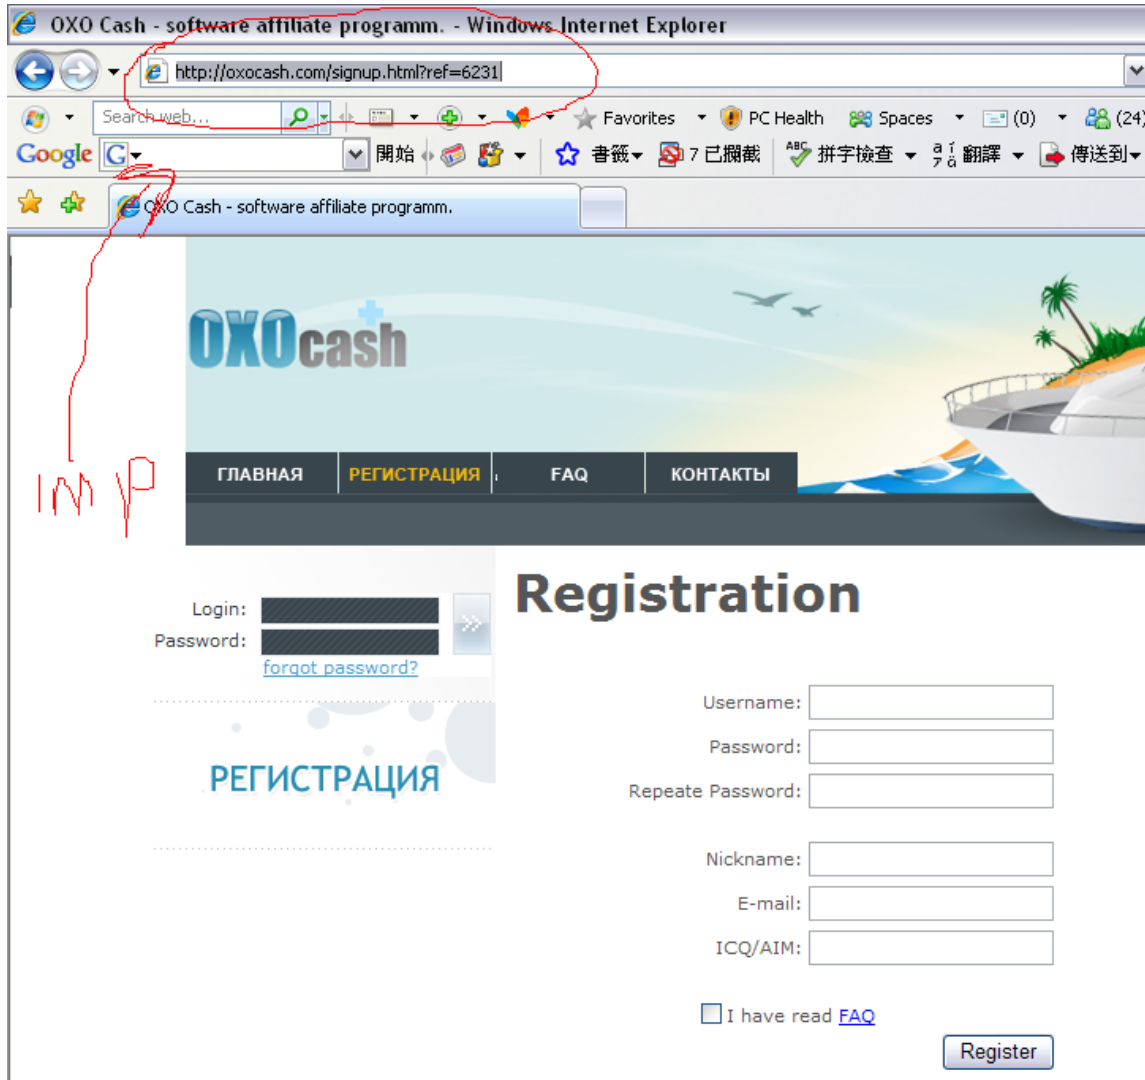 OXO Cash - software affiliate programm. - Windows Internet Explorer
http://oxocash.com/signup.html?ref=6231
Search web... Favorites PC Health Spaces (0) (24)
Google G 開始 書籤 7 已攔截 ABC 拼字檢查 翻譯 傳送到
OXO Cash - software affiliate programm.
OXOcash
ГЛАВНАЯ РЕГИСТРАЦИЯ FAQ КОНТАКТЫ
Imp
Registration
Login:
Password:
forgot password?
РЕГИСТРАЦИЯ
Username:
Password:
Repeate Password:
Nickname:
E-mail:
ICQ/AIM:
I have read FAQ
Register